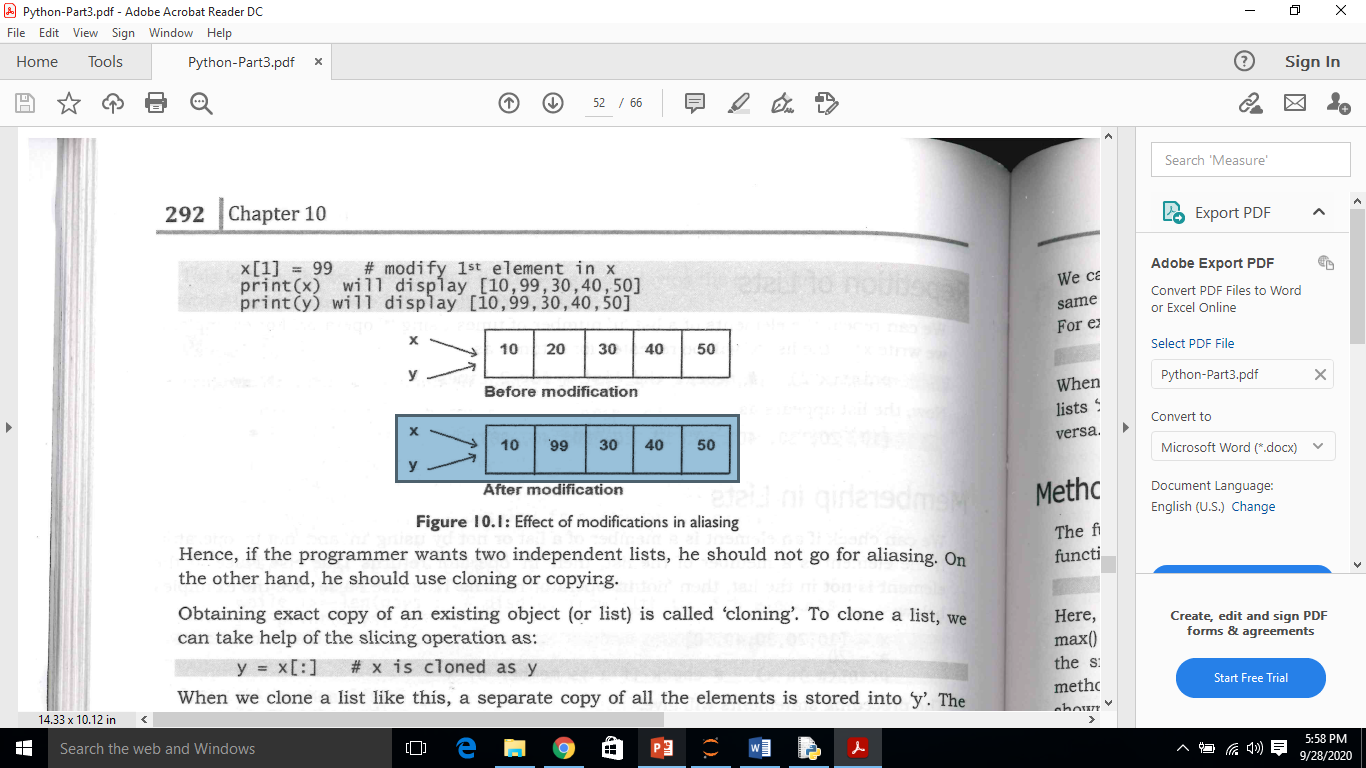 Python-Part3.pdf - Adobe Acrobat Reader DC
File Edit View Sign Window Help
Home Tools Python-Part3.pdf × Sign In
52 / 66
Search 'Measure'
Export PDF
Adobe Export PDF
Convert PDF Files to Word
or Excel Online
Select PDF File
Python-Part3.pdf
Convert to
Microsoft Word (*.docx)
Document Language:
English (U.S.) Change
Create, edit and sign PDF
forms & agreements
Start Free Trial
292 Chapter 10
x[1] = 99 # modify 1st element in x
print(x) will display [10,99,30,40,50]
print(y) will display [10,99,30,40,50]
x
y
10 20 30 40 50
Before modification
x
y
10 99 30 40 50
After modification
Figure 10.1: Effect of modifications in aliasing
Hence, if the programmer wants two independent lists, he should not go for aliasing. On
the other hand, he should use cloning or copying.
Obtaining exact copy of an existing object (or list) is called 'cloning'. To clone a list, we
can take help of the slicing operation as:
y = x[:] # x is cloned as y
When we clone a list like this, a separate copy of all the elements is stored into 'y'. The
We ca
same
For ex
When
lists
versa.
Metho
The fu
functi
Here,
max()
the s
metho
shown
14.33 x 10.12 in
Search the web and Windows
5:58 PM
9/28/2020